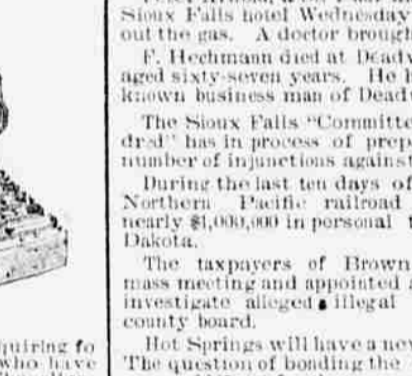 Sioux Falls hotel Wednesday
out the gas. A doctor brough
F. Hechmann died at Deadw
aged sixty-seven years. He
known business man of Deadw
The Sioux Falls "Committe
dred" has in process of prep
number of injunctions against
During the last ten days of
Northern Pacific railroad
nearly $1,000,000 in personal
Dakota.
The taxpayers of Brown
mass meeting and appointed a
investigate alleged illegal
county board.
Hot Springs will have a new
The question of bonding the
quiring fo
who have